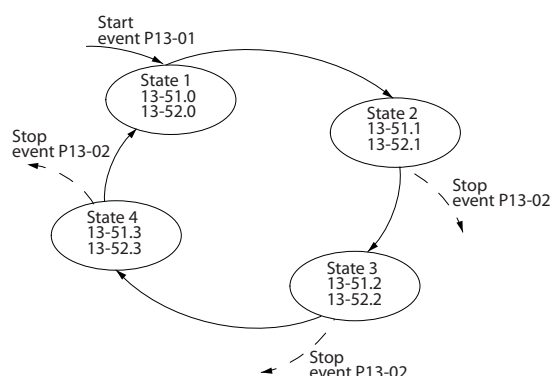 Start
event P13-01
State 1
13-51.0
13-52.0
State 2
13-51.1
13-52.1
Stop
event P13-02
Stop
event P13-02
State 4
13-51.3
13-52.3
State 3
13-51.2
13-52.2
Stop
event P13-02